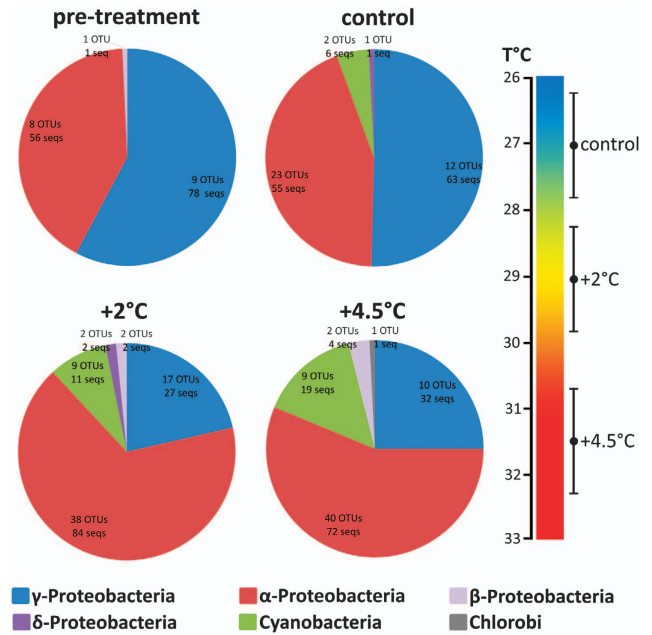 pre-treatment
control
1 OTU
1 seq
8 OTUs
56 seqs
9 OTUs
78 seqs
2 OTUs
6 seqs
1 OTU
1 seq
23 OTUs
55 seqs
12 OTUs
63 seqs
T°C
26
27
28
29
30
31
32
33
control
+2°C
+4.5°C
+2°C
+4.5°C
2 OTUs
2 seqs
2 OTUs
2 seqs
9 OTUs
11 seqs
17 OTUs
27 seqs
38 OTUs
84 seqs
2 OTUs
4 seqs
1 OTU
1 seq
9 OTUs
19 seqs
10 OTUs
32 seqs
40 OTUs
72 seqs
γ-Proteobacteria
α-Proteobacteria
β-Proteobacteria
δ-Proteobacteria
Cyanobacteria
Chlorobi